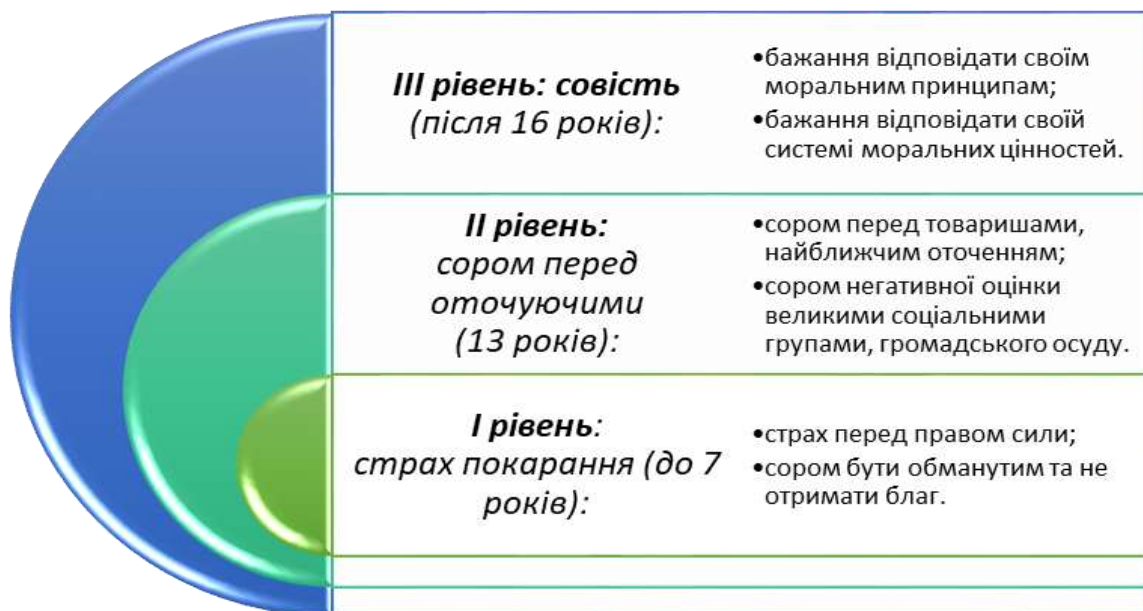 III рівень: совість
(після 16 років):
•бажання відповідати своїм
моральним принципам;
•бажання відповідати своїй
системі моральних цінностей.
II рівень:
сором перед
оточуючими
(13 років):
•сором перед товаришами,
найближчим оточенням;
•сором негативної оцінки
великими соціальними
групами, громадського осуду.
I рівень:
страх покарання (до 7
років):
•страх перед правом сили;
•сором бути обманутим та не
отримати благ.